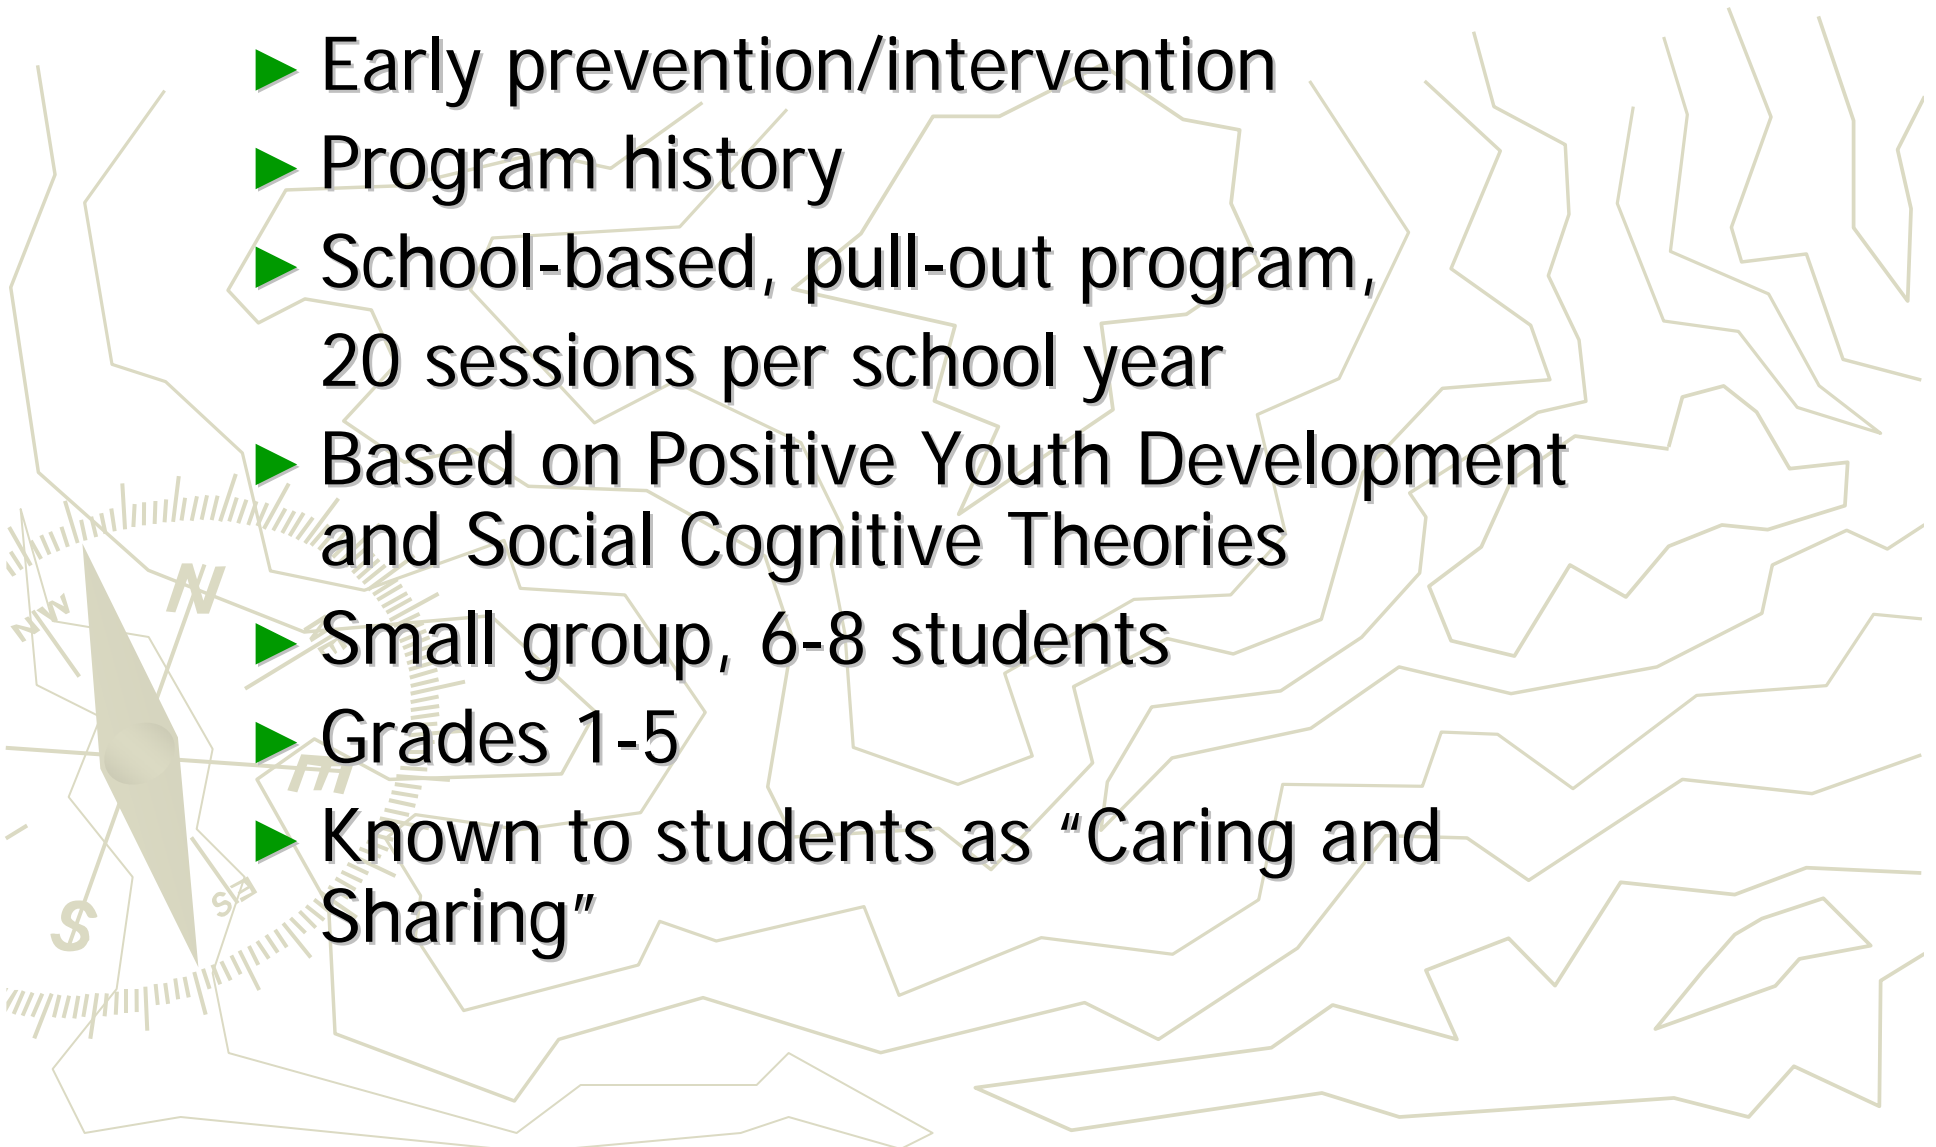 ► Early prevention/intervention
► Program history
► School-based, pull-out program,
20 sessions per school year
► Based on Positive Youth Development
and Social Cognitive Theories
► Small group, 6-8 students
► Grades 1-5
► Known to students as “Caring and
Sharing”
N
NW
E
SE
S